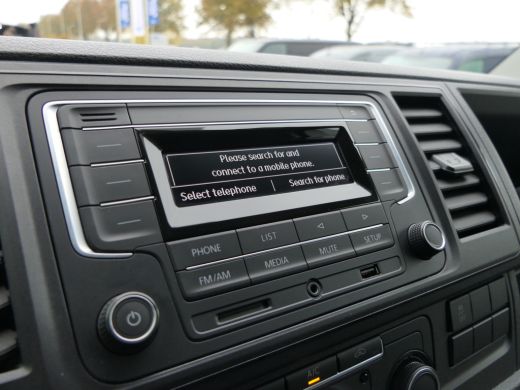 Please search for and
connect to a mobile phone.
Select telephone Search for phone
PHONE LIST
FM/AM MEDIA MUTE SETUP
A/C